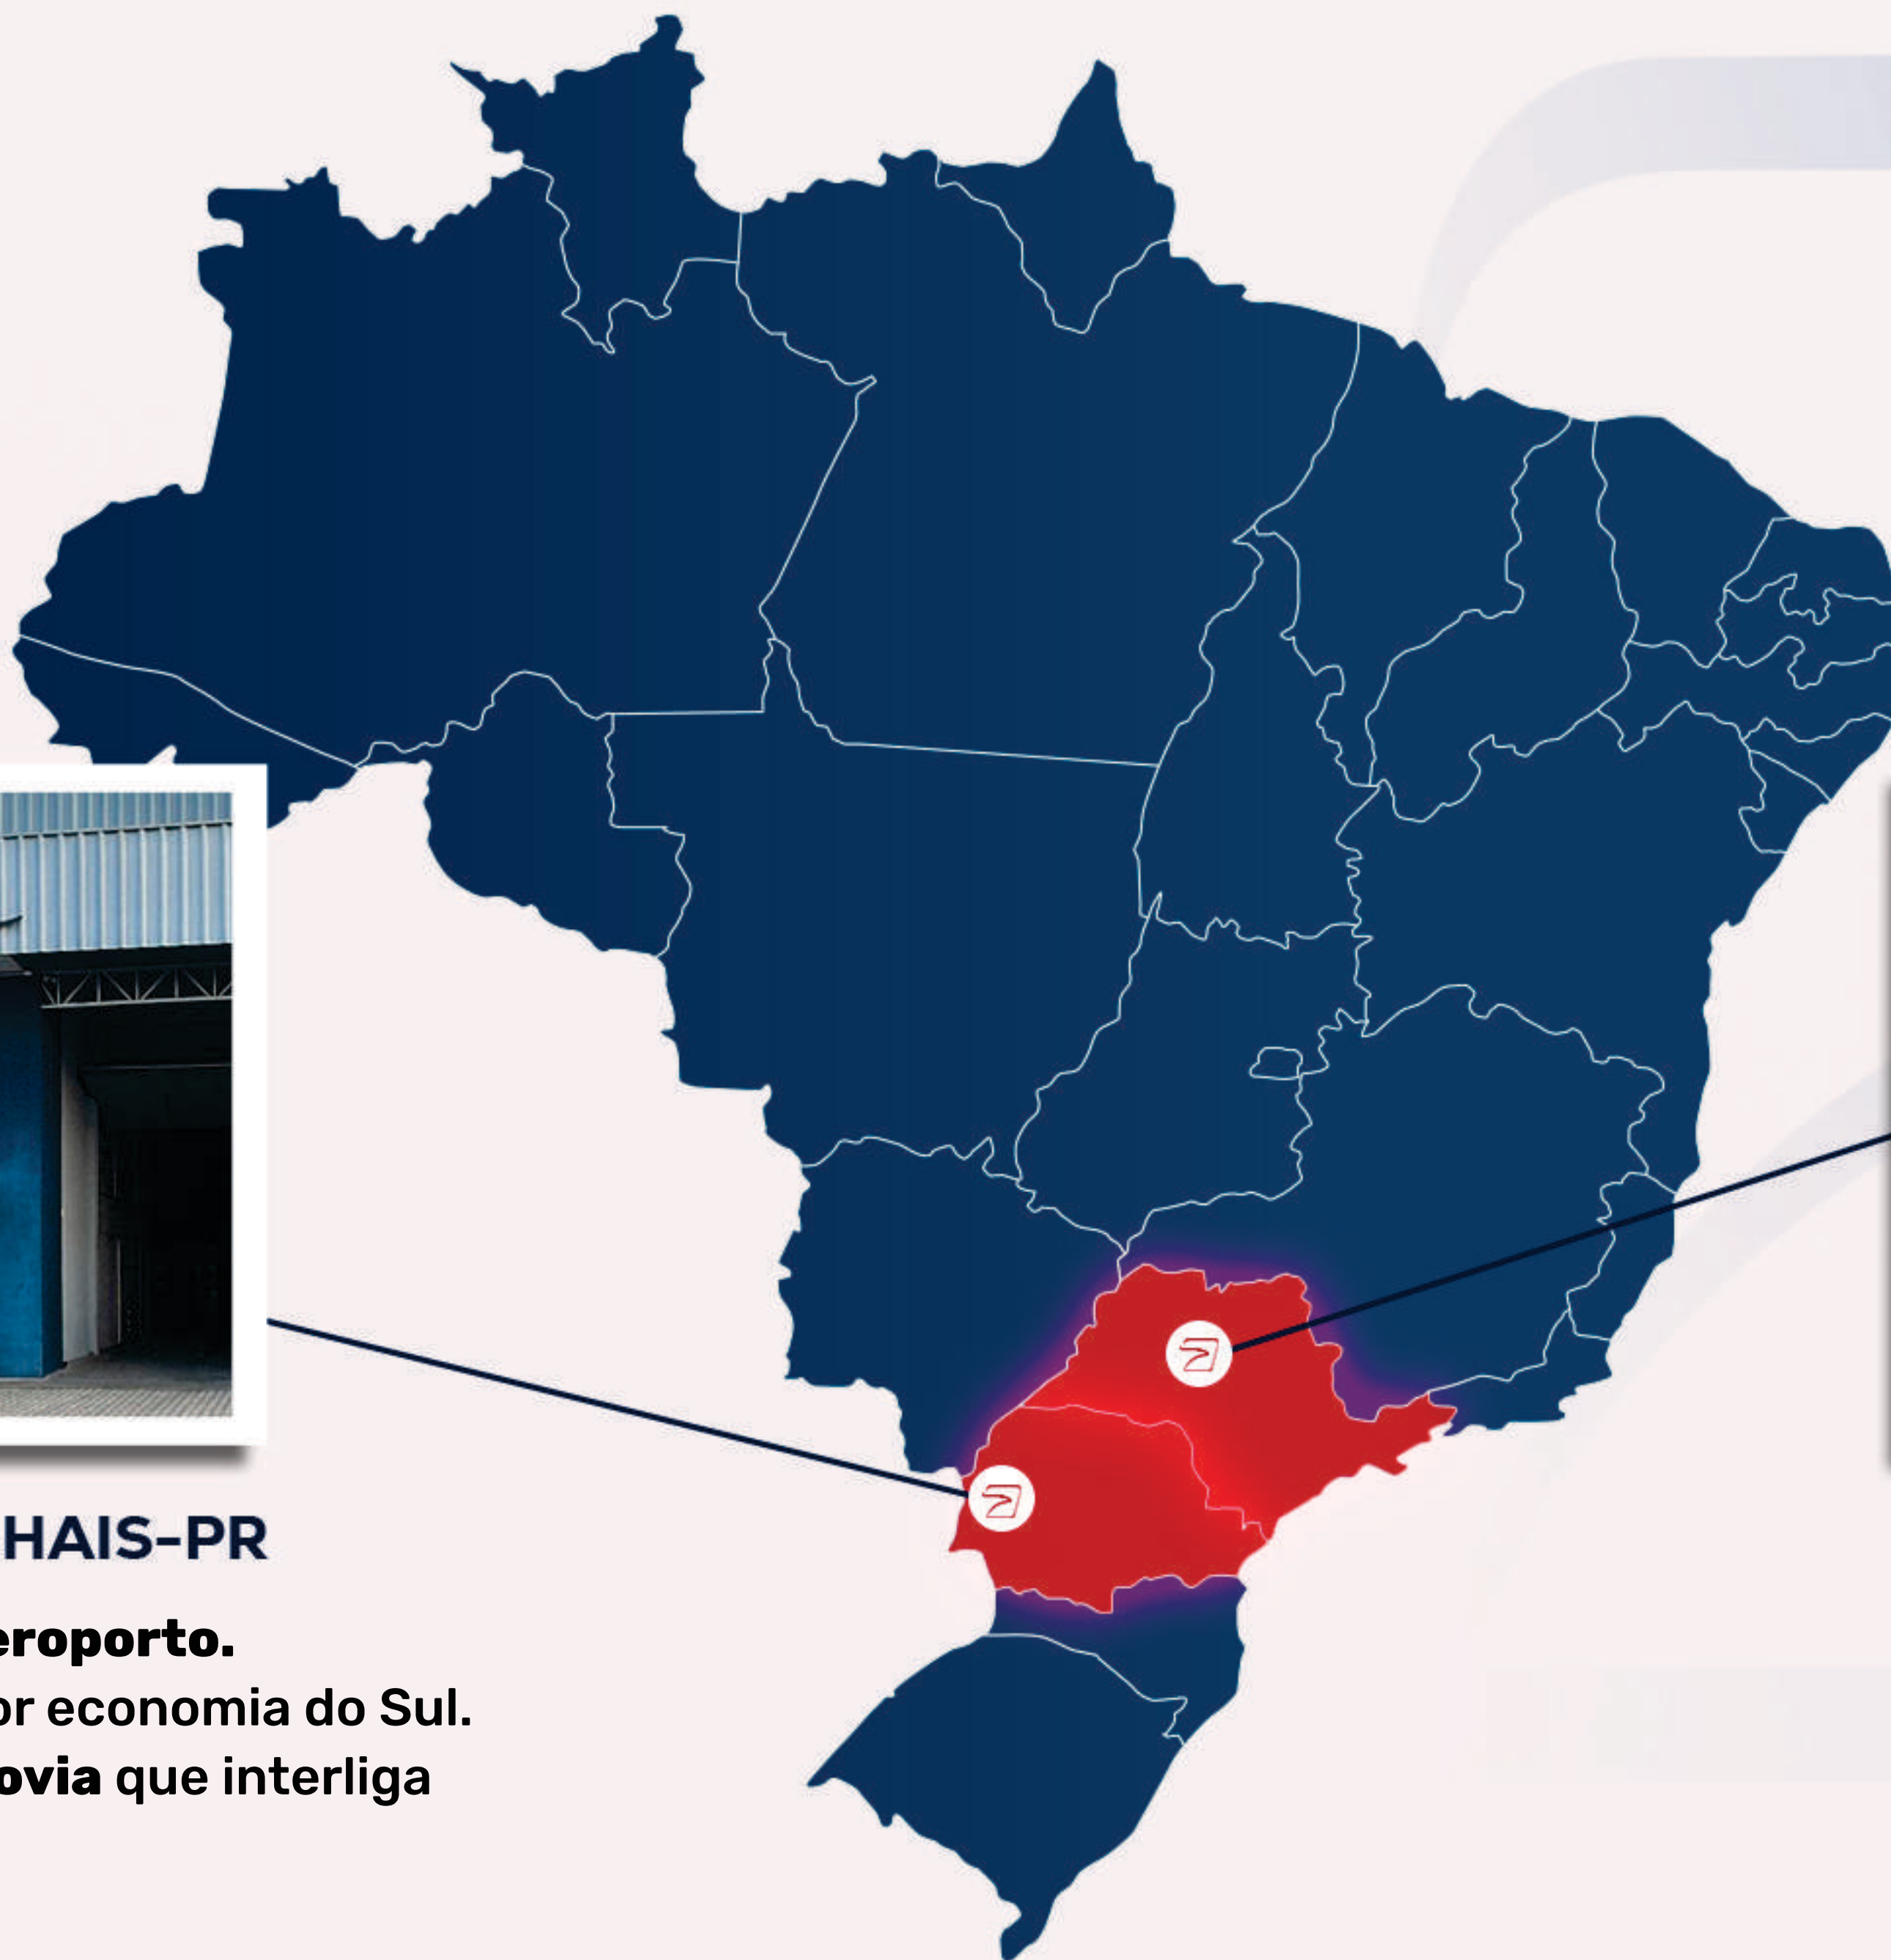 HAIS-PR
eroporto.
or economia do Sul.
ovia que interliga